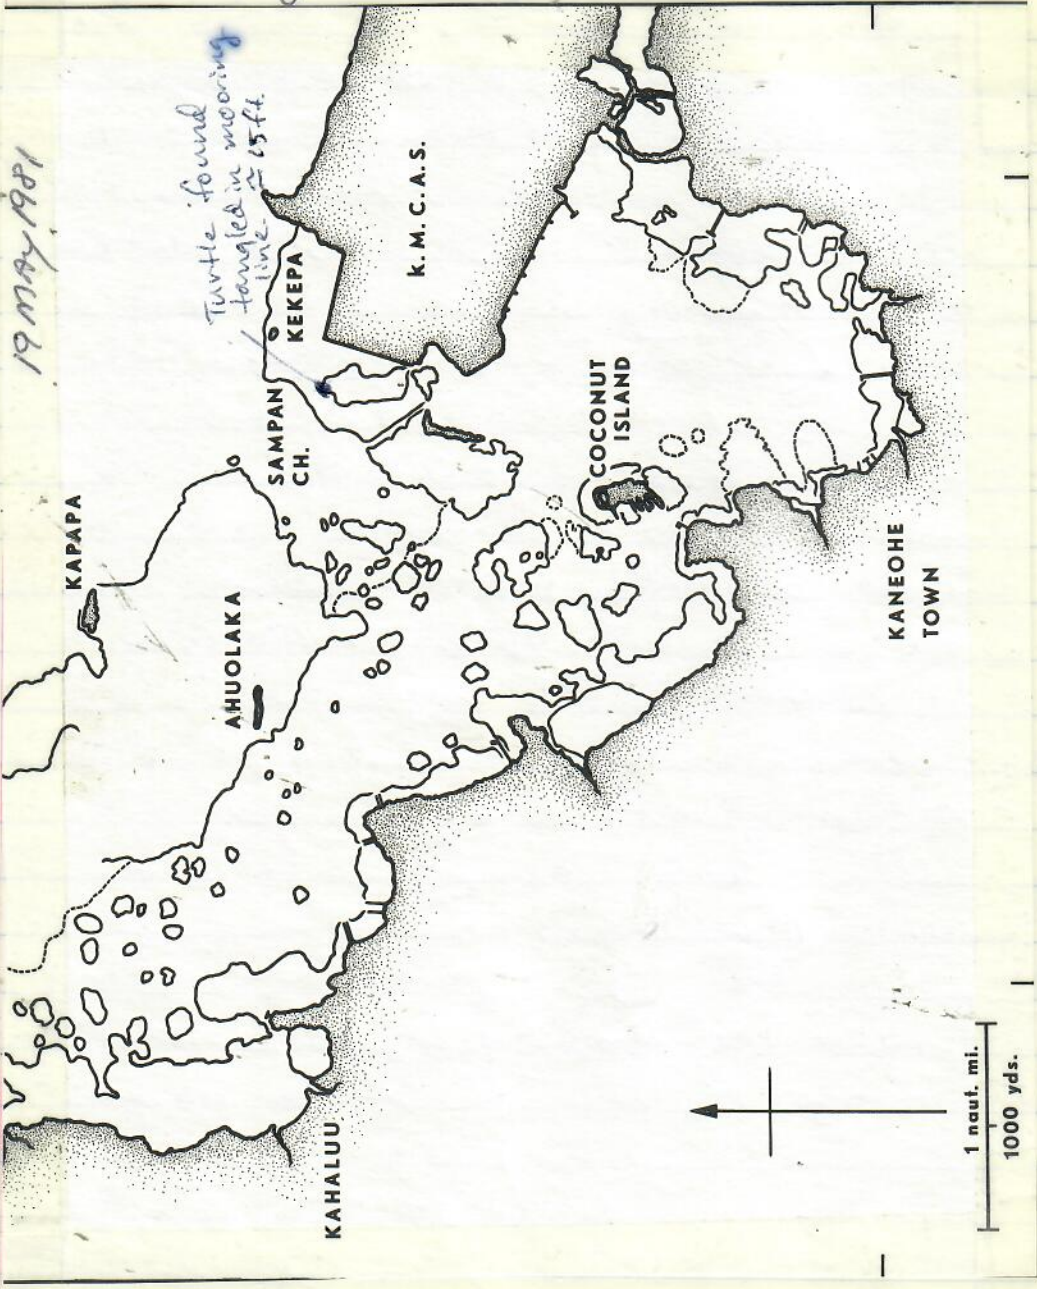 19 MAY 1981
Turtle found
tangled in mooring
line. ~ 15 ft.
KAPAPA
KEKEPA
K.M.C.A.S.
SAMPAN
CH.
AHUOLAKA
COCONUT
ISLAND
KANEOHE
TOWN
KAHALUU
1 naut. mi.
1000 yds.